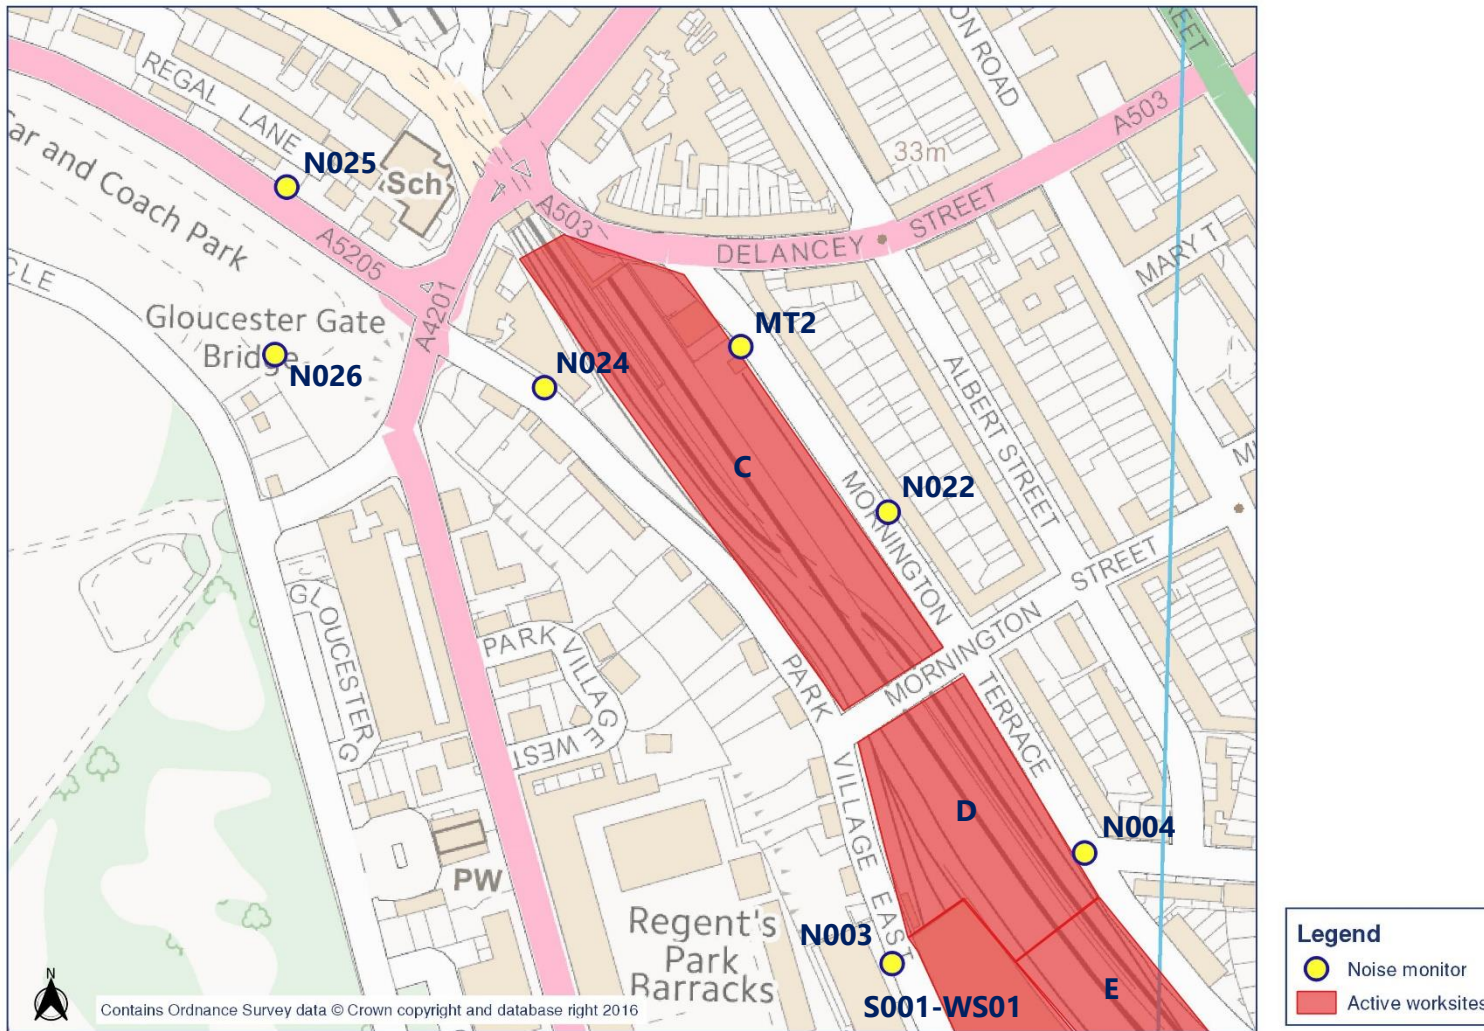 REGAL LANE
N025
Sch
A503
33m
ON ROAD
STREET
A503
ar and Coach Park
A5205
DELANCEY STREET
MARY T
CLE
A4201
Gloucester Gate
Bridge
N026
MT2
N024
ALBERT STREET
C
N022
MORNINGTON
MORNINGTON STREET
TERRACE
GLOUCESTER G
PARK VILLAGE WEST
PARK
VILLAGE EAST
D
N004
PW
Regent's
Park
Barracks
N003
S001-WS01
E
N
Contains Ordnance Survey data © Crown copyright and database right 2016
Legend
Noise monitor
Active worksites